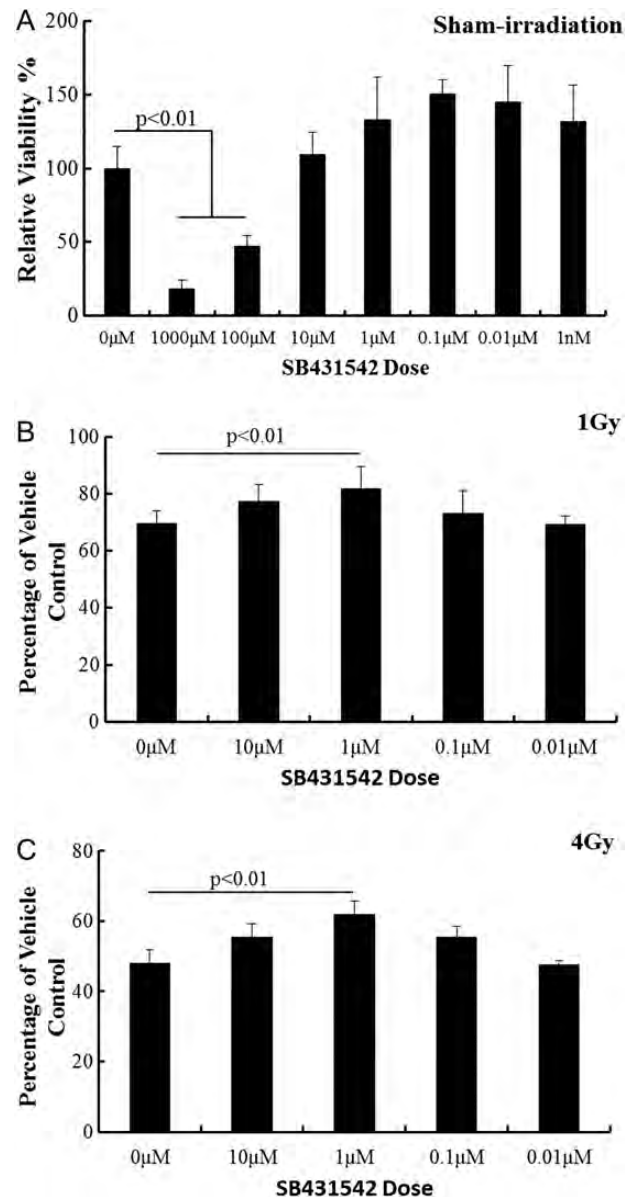 A
Sham-irradiation
Relative Viability %
200
150
100
50
0
p<0.01
0μM 1000μM 100μM 10μM 1μM 0.1μM 0.01μM 1nM
SB431542 Dose
B
1Gy
Percentage of Vehicle
Control
100
80
60
40
20
0
p<0.01
0μM 10μM 1μM 0.1μM 0.01μM
SB431542 Dose
C
4Gy
Percentage of Vehicle
Control
80
60
40
20
0
p<0.01
0μM 10μM 1μM 0.1μM 0.01μM
SB431542 Dose